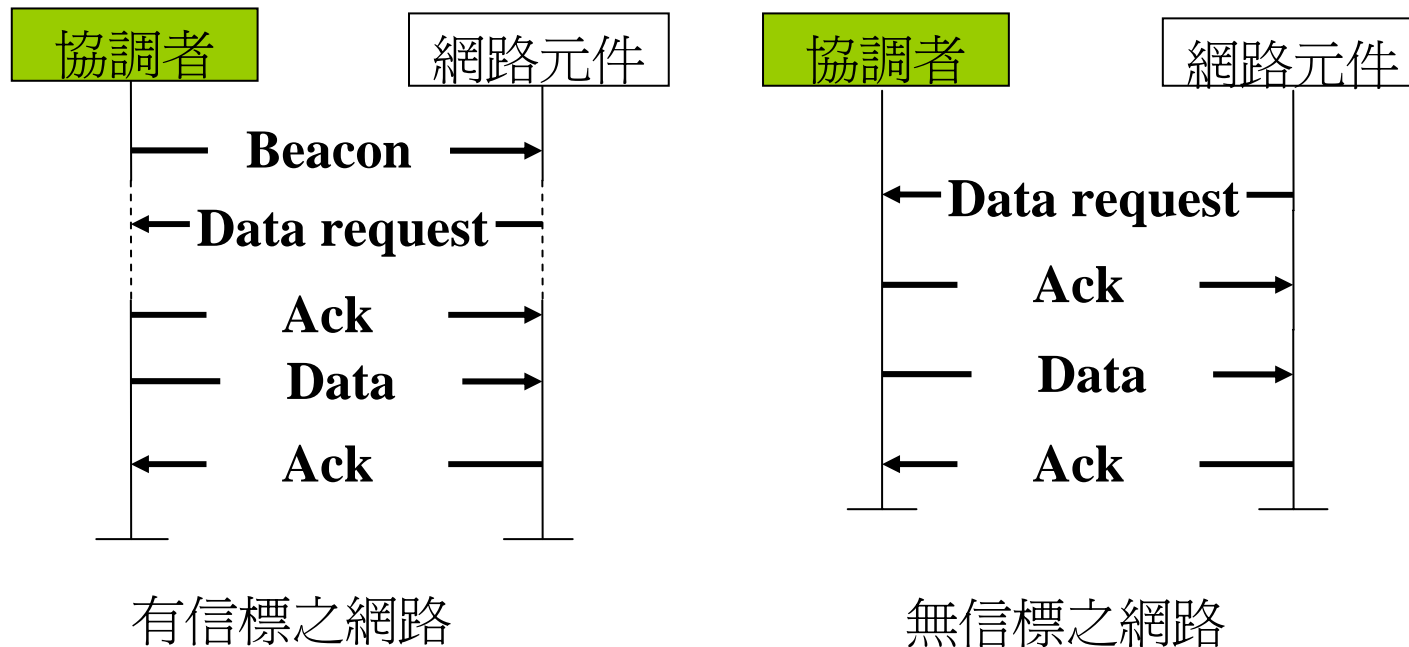 協調者
網路元件
Beacon
Data request
Ack
Data
Ack
有信標之網路
協調者
網路元件
Data request
Ack
Data
Ack
無信標之網路